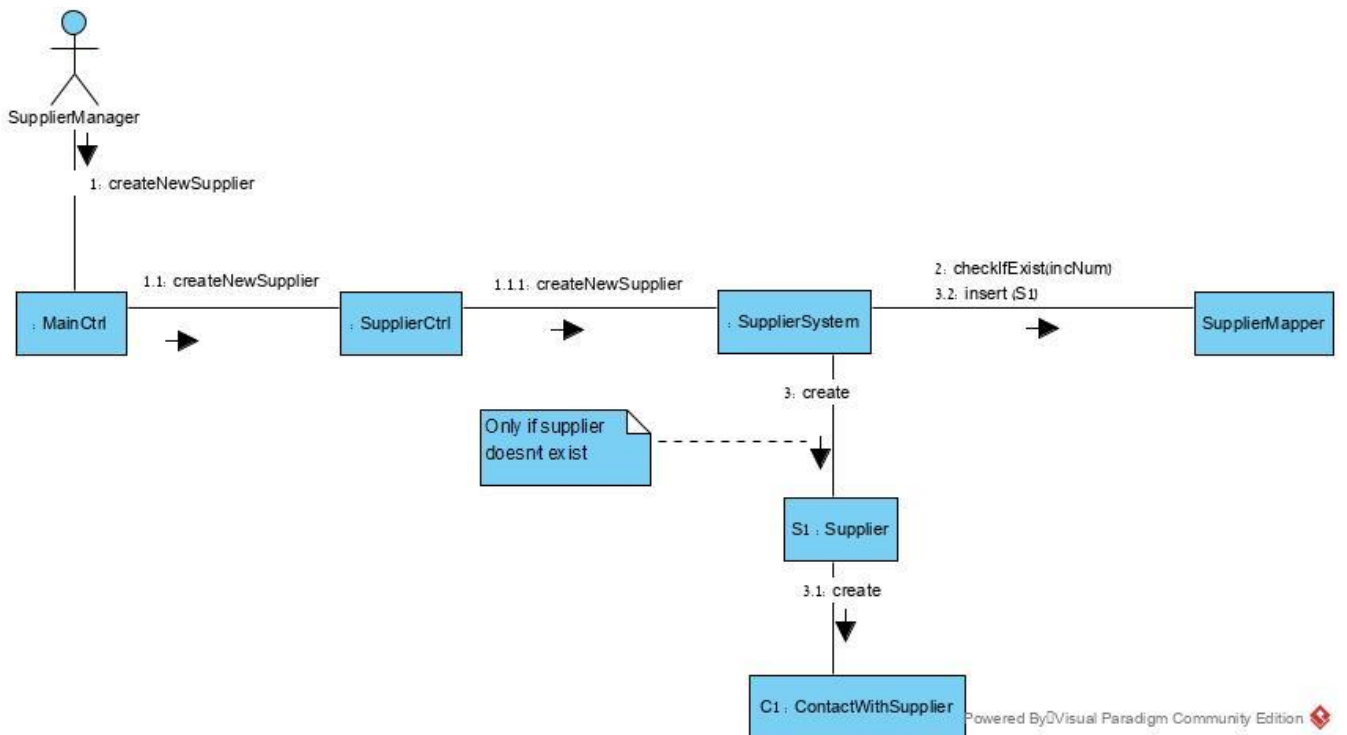 SupplierManager
1: createNewSupplier
1.1: createNewSupplier
1.1.1: createNewSupplier
2: checkIfExist(incNum)
3.2: insert (S1)
: MainCtrl
: SupplierCtrl
: SupplierSystem
SupplierMapper
3: create
Only if supplier
doesnt exist
S1 : Supplier
3.1: create
C1 : ContactWithSupplier
Powered By Visual Paradigm Community Edition